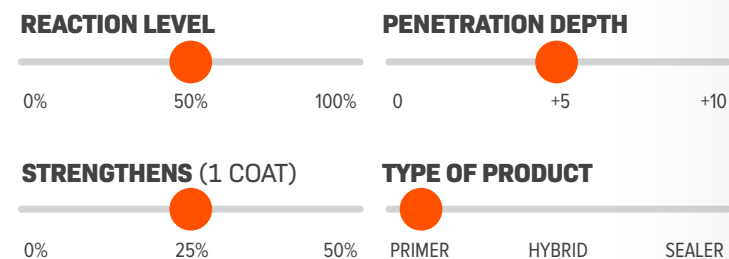 REACTION LEVEL
0% 50% 100%
PENETRATION DEPTH
0 +5 +10
STRENGTHENS (1 COAT)
0% 25% 50%
TYPE OF PRODUCT
PRIMER HYBRID SEALER